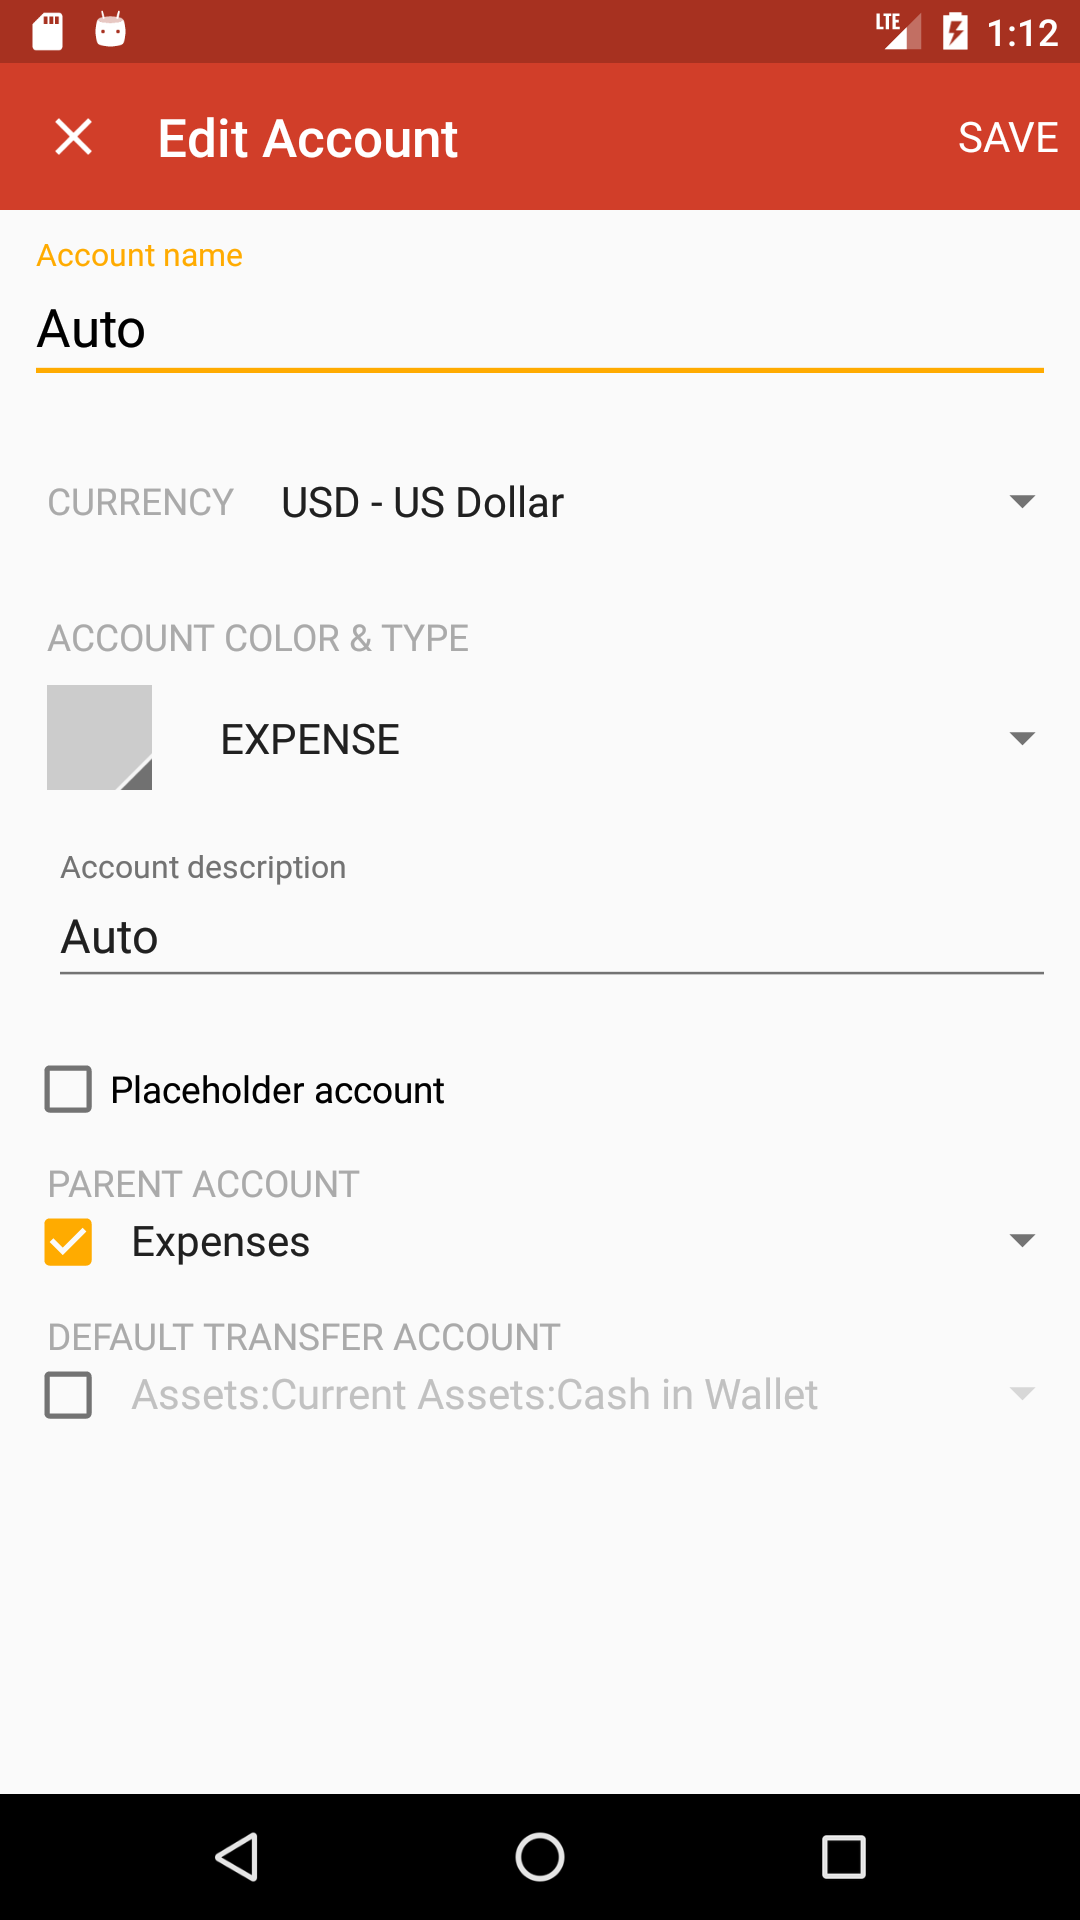 LTE 1:12
Edit Account SAVE
Account name
Auto
CURRENCY USD - US Dollar
ACCOUNT COLOR & TYPE
EXPENSE
Account description
Auto
Placeholder account
PARENT ACCOUNT
Expenses
DEFAULT TRANSFER ACCOUNT
Assets:Current Assets:Cash in Wallet